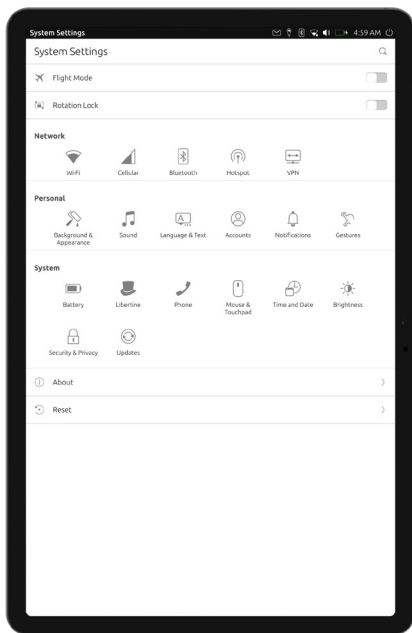 System Settings
4:59 AM
System Settings
Flight Mode
Rotation Lock
Network
Wi-Fi
Cellular
Bluetooth
Hotspot
VPN
Personal
Background &
Appearance
Sound
Language & Text
Accounts
Notifications
Gestures
System
Battery
Libertine
Phone
Mouse &
Touchpad
Time and Date
Brightness
Security & Privacy
Updates
About
Reset